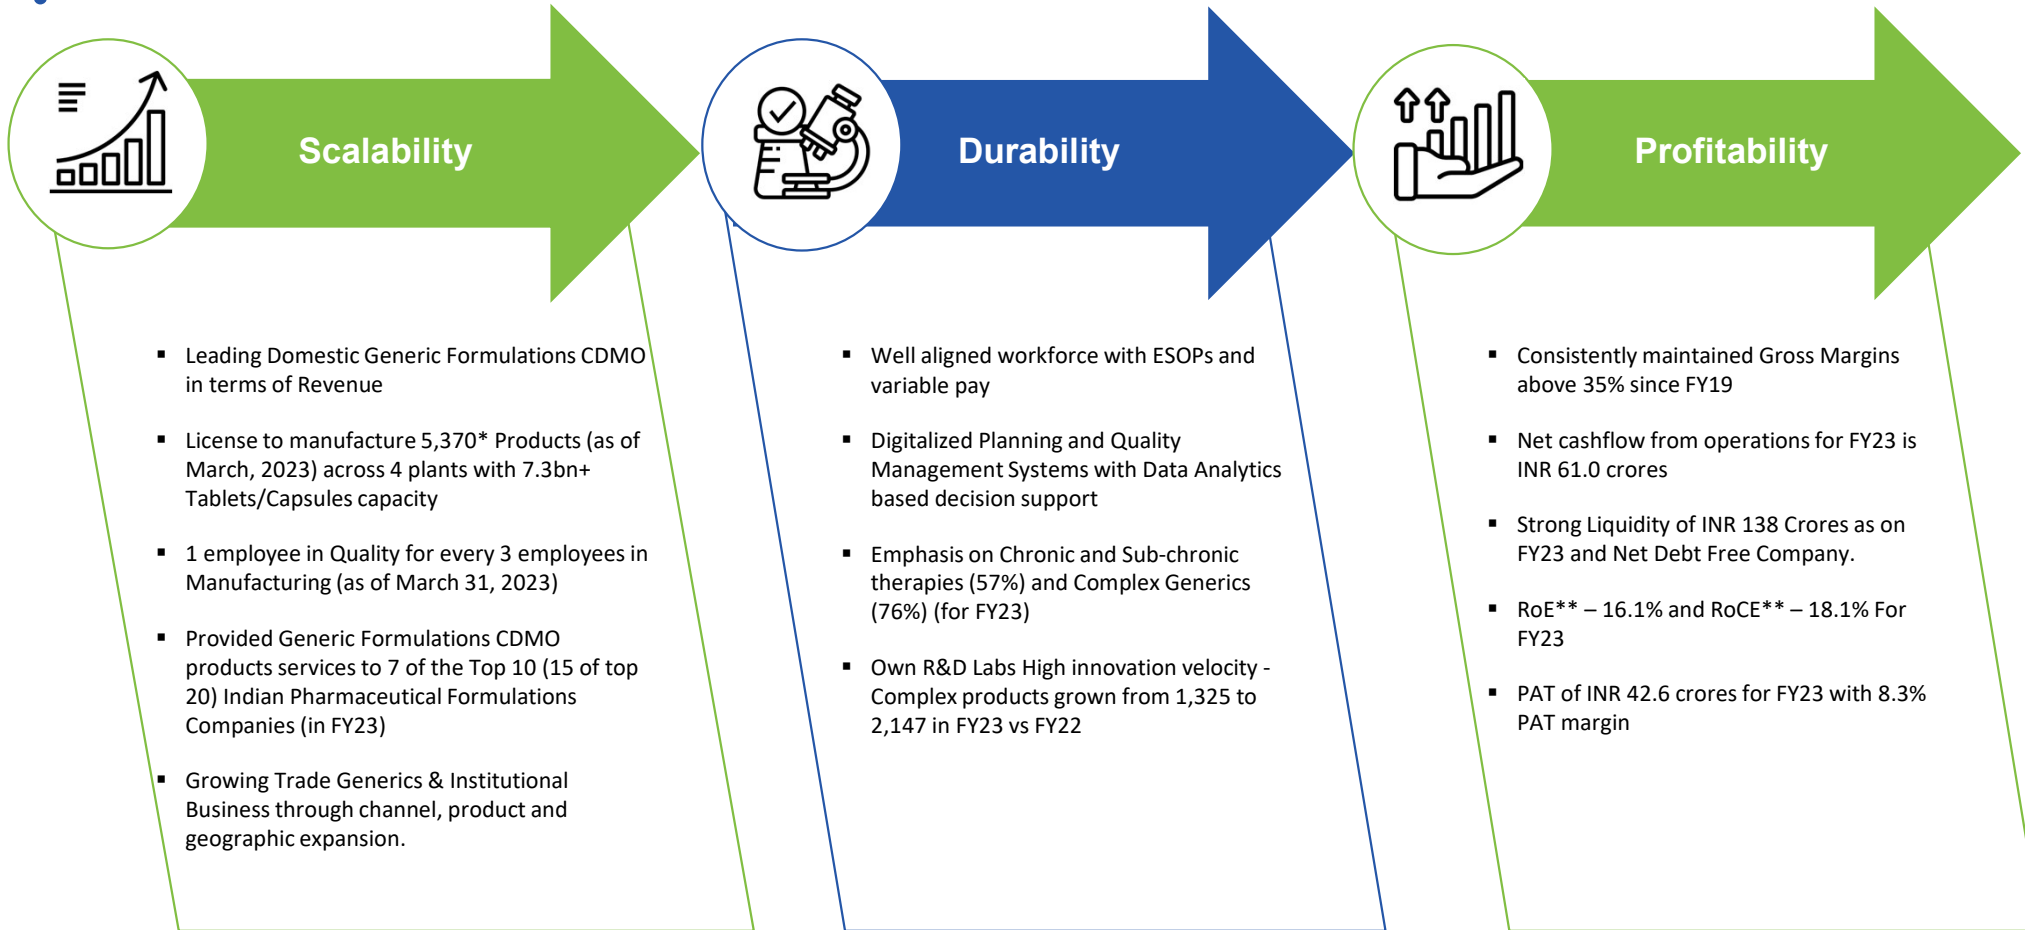 Scalability
Leading Domestic Generic Formulations CDMO
in terms of Revenue
License to manufacture 5,370* Products (as of
March, 2023) across 4 plants with 7.3bn+
Tablets/Capsules capacity
1 employee in Quality for every 3 employees in
Manufacturing (as of March 31, 2023)
Provided Generic Formulations CDMO
products services to 7 of the Top 10 (15 of top
20) Indian Pharmaceutical Formulations
Companies (in FY23)
Growing Trade Generics & Institutional
Business through channel, product and
geographic expansion.
Durability
Well aligned workforce with ESOPs and
variable pay
Digitalized Planning and Quality
Management Systems with Data Analytics
based decision support
Emphasis on Chronic and Sub-chronic
therapies (57%) and Complex Generics
(76%) (for FY23)
Own R&D Labs High innovation velocity -
Complex products grown from 1,325 to
2,147 in FY23 vs FY22
Profitability
Consistently maintained Gross Margins
above 35% since FY19
Net cashflow from operations for FY23 is
INR 61.0 crores
Strong Liquidity of INR 138 Crores as on
FY23 and Net Debt Free Company.
RoE** – 16.1% and RoCE** – 18.1% For
FY23
PAT of INR 42.6 crores for FY23 with 8.3%
PAT margin